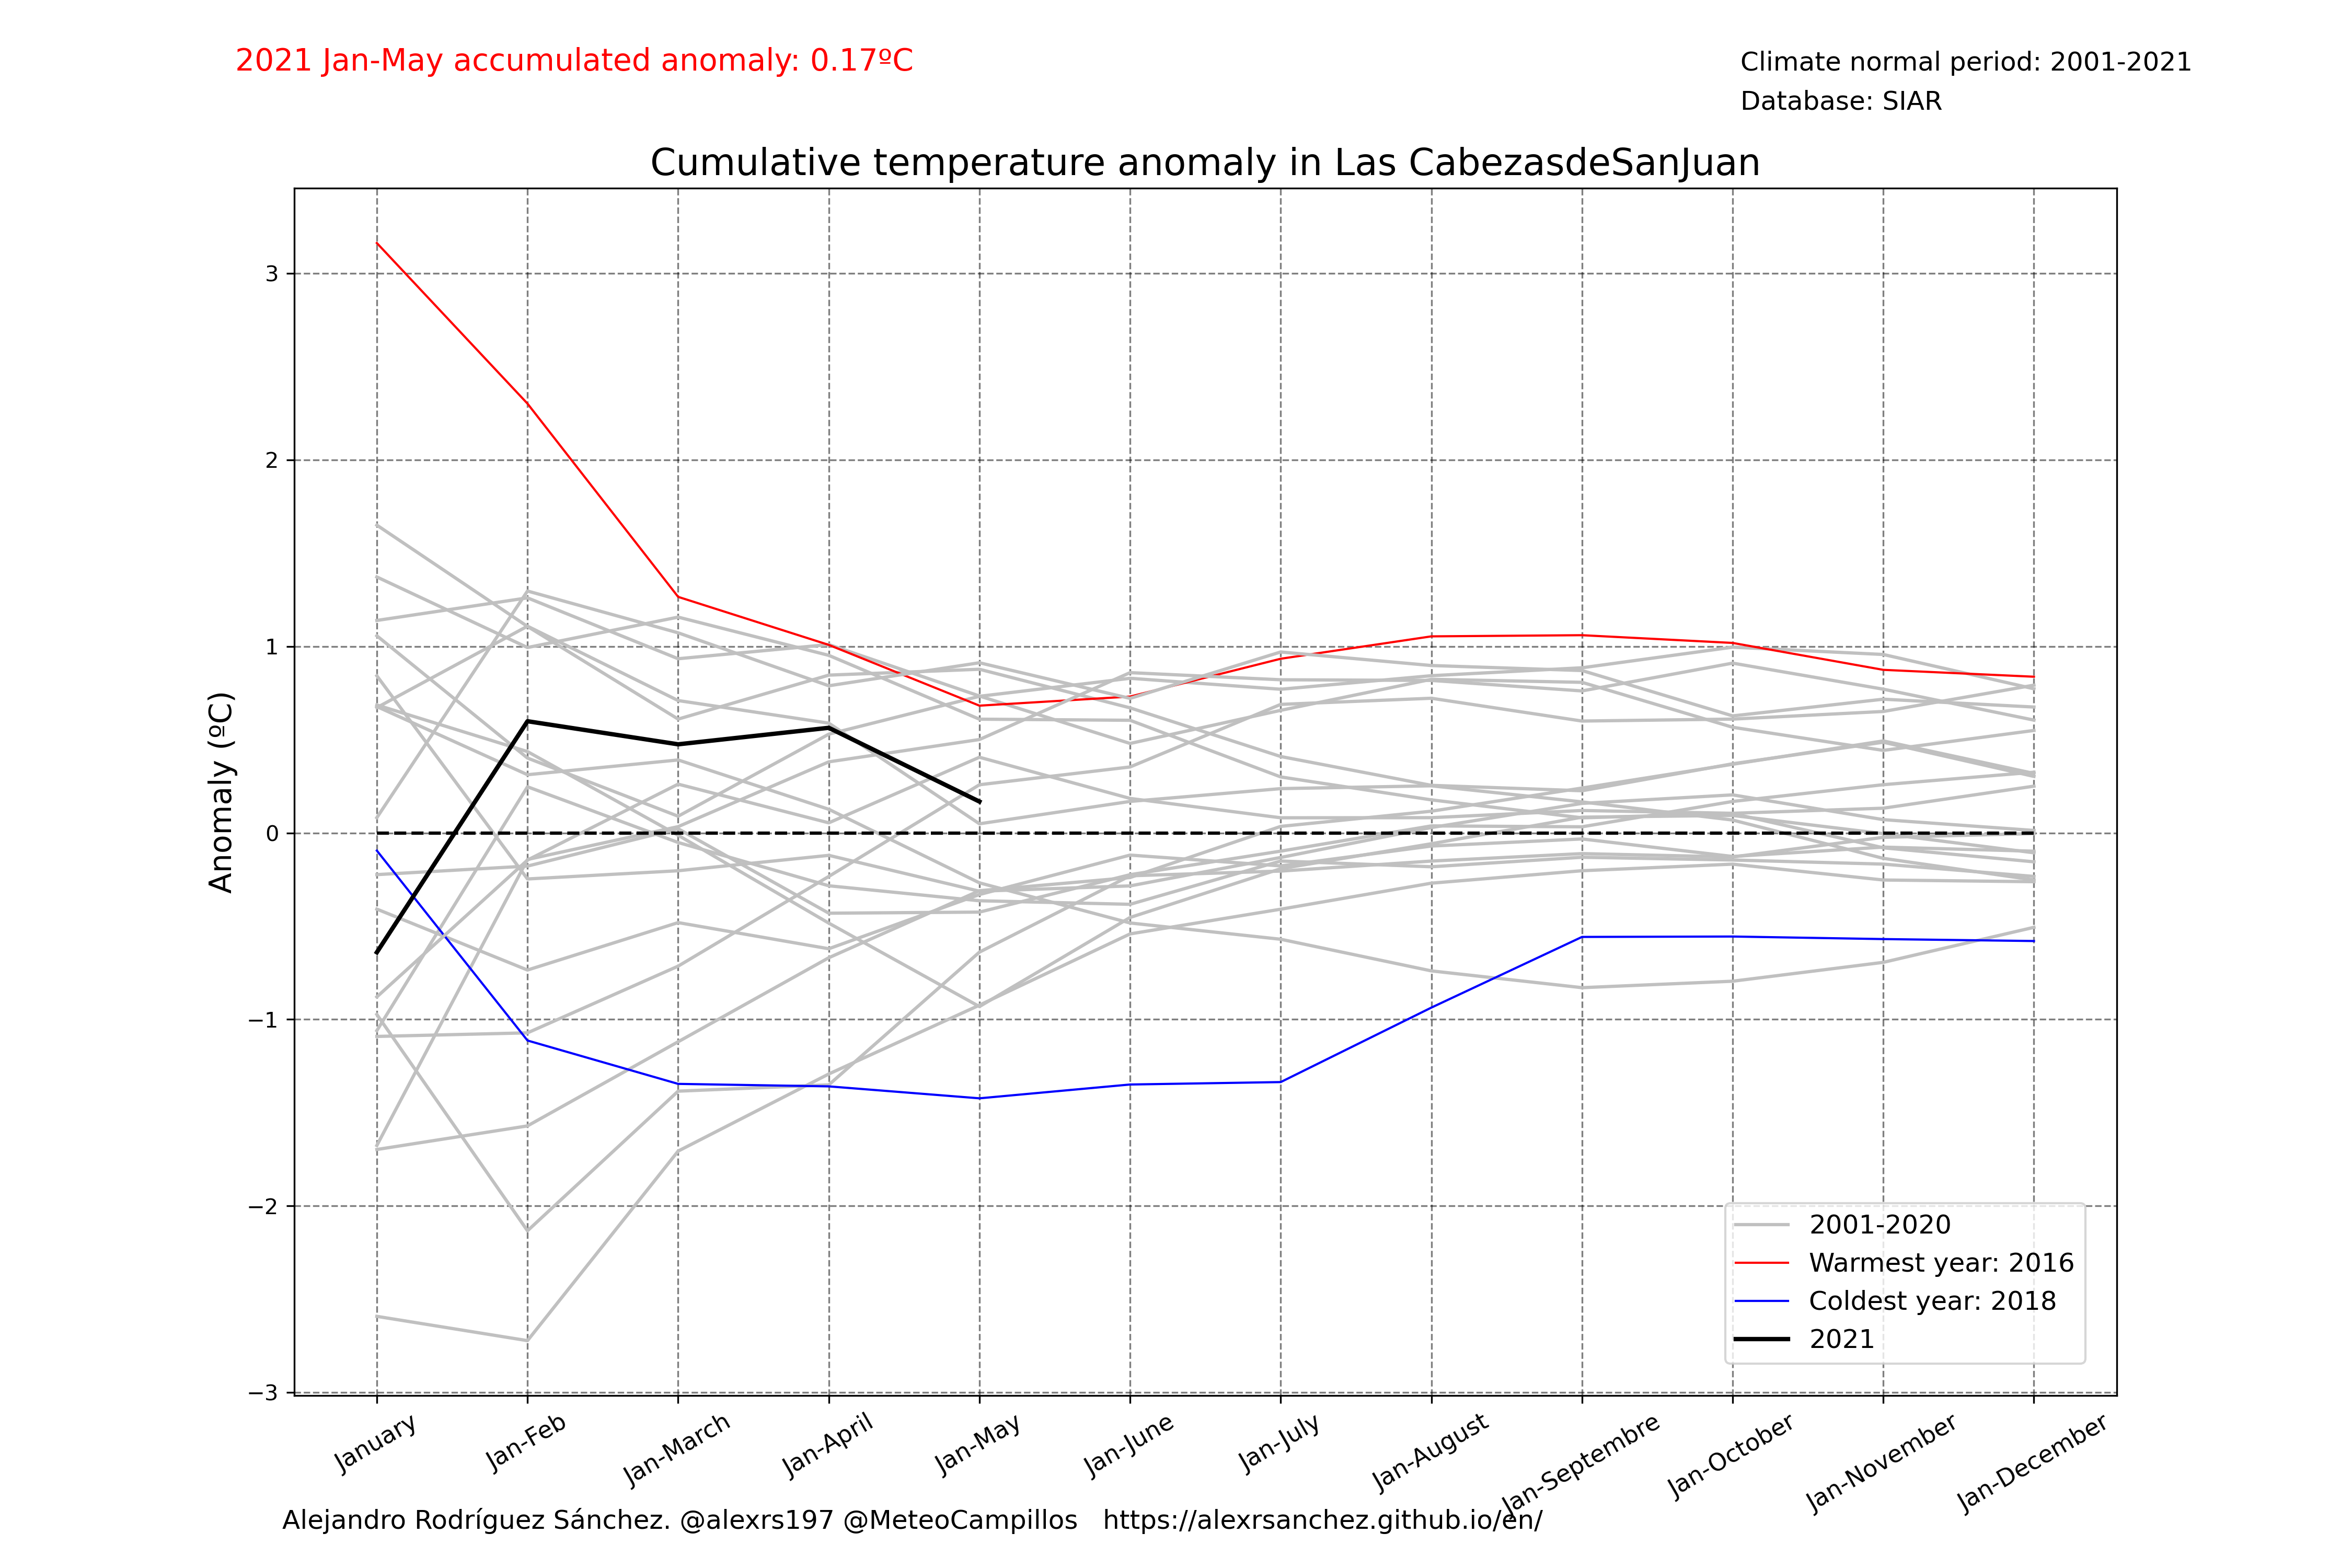 2021 Jan-May accumulated anomaly: 0.17ºC
Climate normal period: 2001-2021
Database: SIAR
Cumulative temperature anomaly in Las CabezasdeSanJuan
Anomaly (ºC)
3
2
1
0
−1
−2
−3
2001-2020
Warmest year: 2016
Coldest year: 2018
2021
January
Jan-Feb
Jan-March
Jan-April
Jan-May
Jan-June
Jan-July
Jan-August
Jan-Septembre
Jan-October
Jan-November
Jan-December
Alejandro Rodríguez Sánchez. @alexrs197 @MeteoCampillos   https://alexrsanchez.github.io/en/